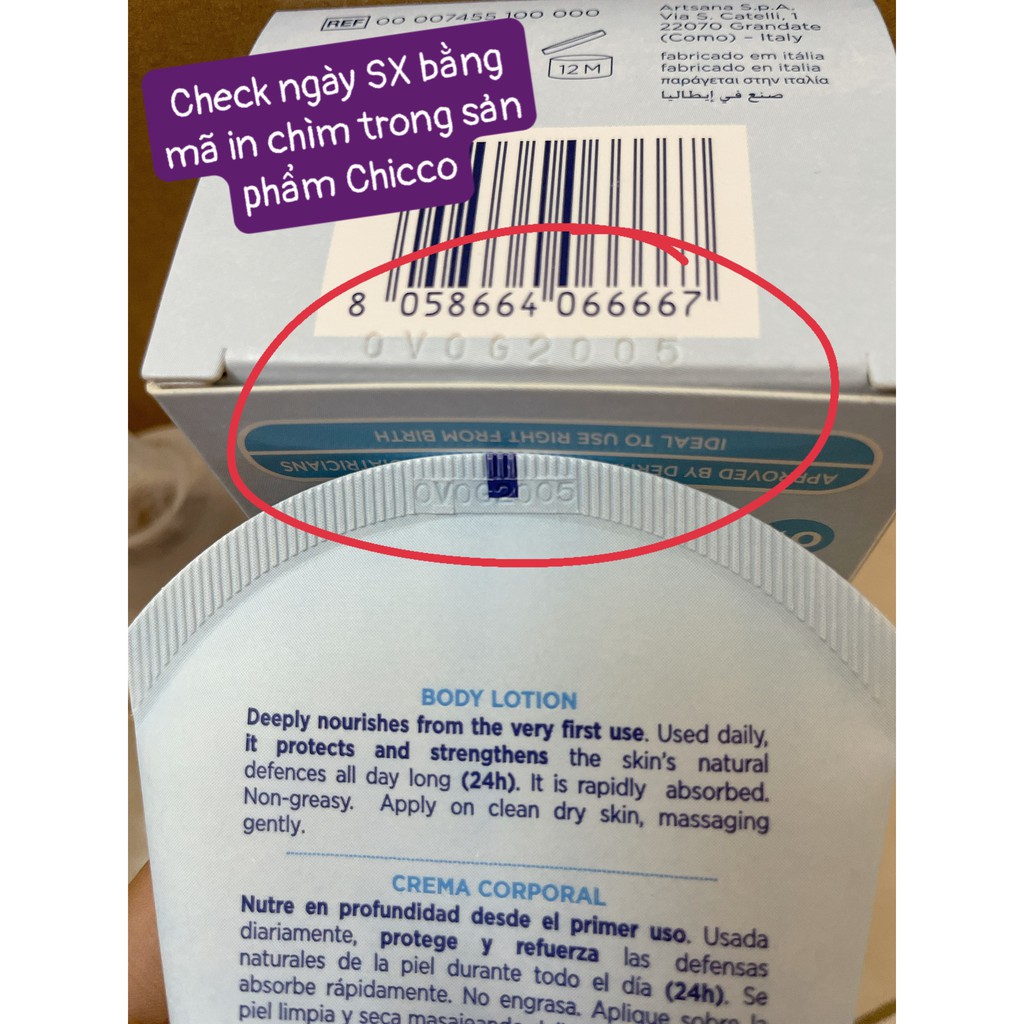 REF 00 007455 100 000
Artsana S.p.A.
Via S. Catelli, 1
22070 Grandate
(Como) - Italy
fabricado em itália
fabricado en italia
παράγεται στην ιταλία
صنع في إيطاليا
12 M
Check ngày SX bằng
mã in chìm trong sản
phẩm Chicco
8 058664 066667
0V0G2005
IDEAL TO USE RIGHT FROM BIRTH
APPROVED BY
0V0G2005
BODY LOTION
Deeply nourishes from the very first use. Used daily,
it protects and strengthens the skin's natural
defences all day long (24h). It is rapidly absorbed.
Non-greasy. Apply on clean dry skin, massaging
gently.
CREMA CORPORAL
Nutre en profundidad desde el primer uso. Usada
diariamente, protege y refuerza las defensas
naturales de la piel durante todo el día (24h). Se
absorbe rápidamente. No engrasa. Aplique sobre la
piel limpia y seca